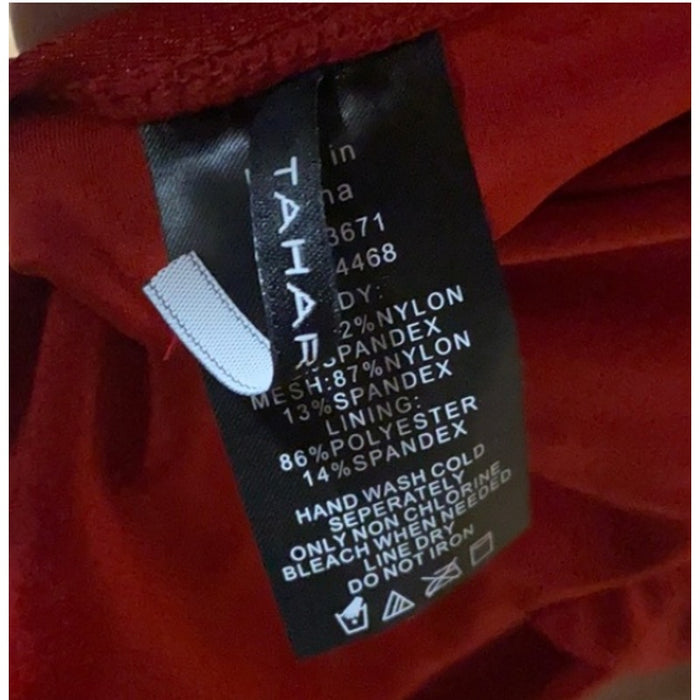 TAHAR
in
na
3671
4468
DY:
2%NYLON
SPANDEX
MESH:87%NYLON
13%SPANDEX
LINING:
86%POLYESTER
14%SPANDEX
HAND WASH COLD
SEPERATELY
ONLY NON CHLORINE
BLEACH WHEN NEEDED
LINE DRY
DO NOT IRON